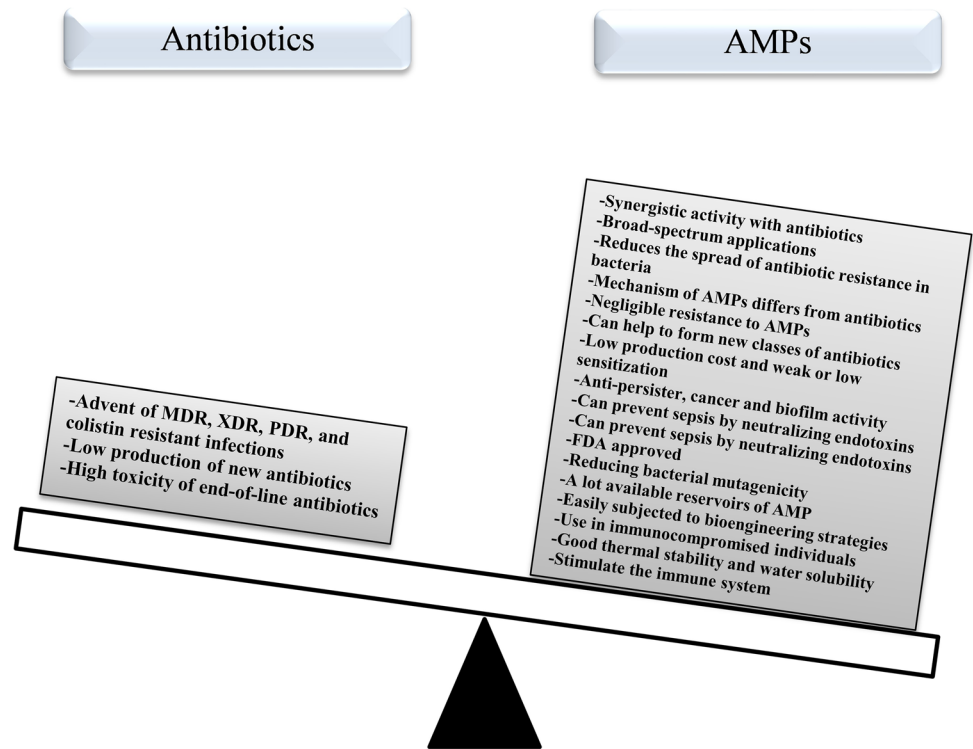 Antibiotics
AMPs
-Advent of MDR, XDR, PDR, and
colistin resistant infections
-Low production of new antibiotics
-High toxicity of end-of-line antibiotics
-Synergistic activity with antibiotics
-Broad-spectrum applications
-Reduces the spread of antibiotic resistance in
bacteria
-Mechanism of AMPs differs from antibiotics
-Negligible resistance to AMPs
-Can help to form new classes of antibiotics
-Low production cost and weak or low
sensitization
-Anti-persister, cancer and biofilm activity
-Can prevent sepsis by neutralizing endotoxins
-Can prevent sepsis by neutralizing endotoxins
-FDA approved
-Reducing bacterial mutagenicity
-A lot available reservoirs of AMP
-Easily subjected to bioengineering strategies
-Use in immunocompromised individuals
-Good thermal stability and water solubility
-Stimulate the immune system